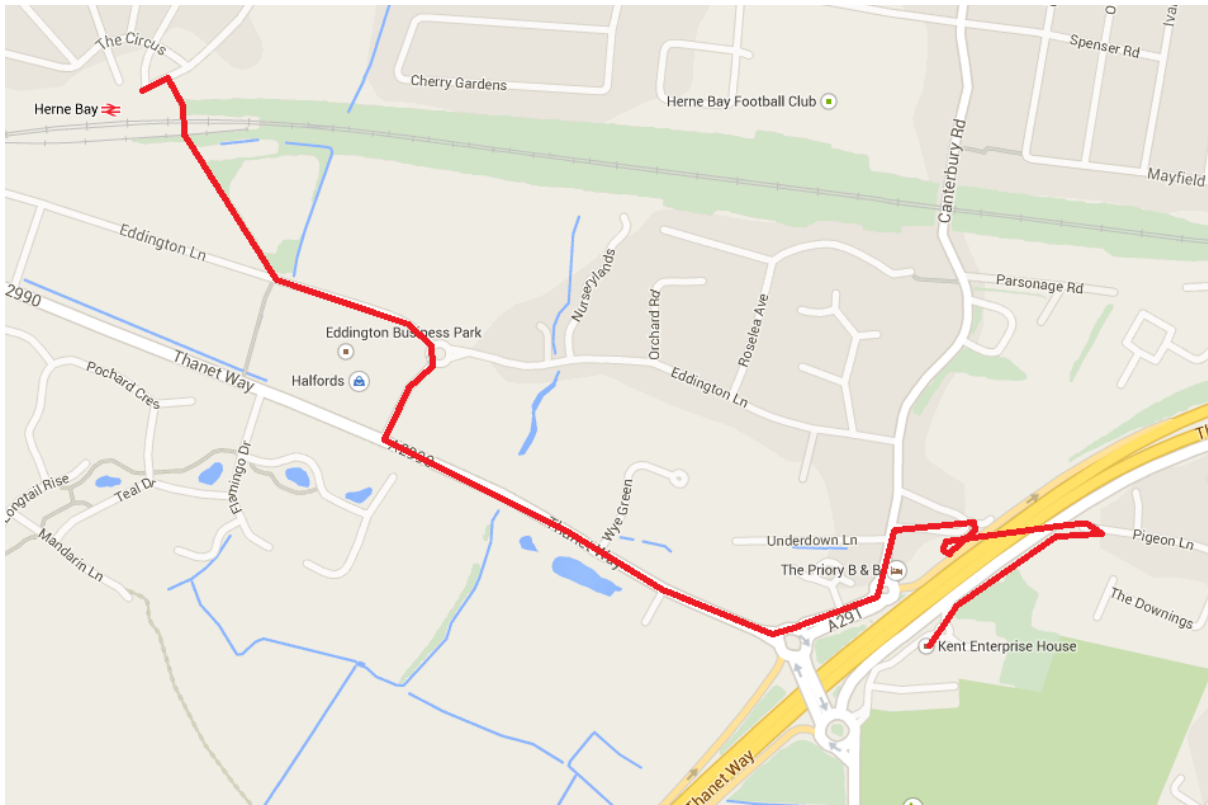 The Circus
Spenser Rd
O
Iva
Cherry Gardens
Herne Bay Football Club
Herne Bay
Canterbury Rd
Mayfield
Eddington Ln
Nurserylands
Parsonage Rd
2990
Orchard Rd
Roselea Ave
Eddington Business Park
Thanet Way
Halfords
Pochard Cres
Eddington Ln
Th
A2990
Flamingo Dr
Longtail Rise
Teal Dr
Wye Green
Thanet Way
Underdown Ln
Pigeon Ln
Mandarin Ln
The Priory B & B
The Downings
A291
Kent Enterprise House
Thanet Way